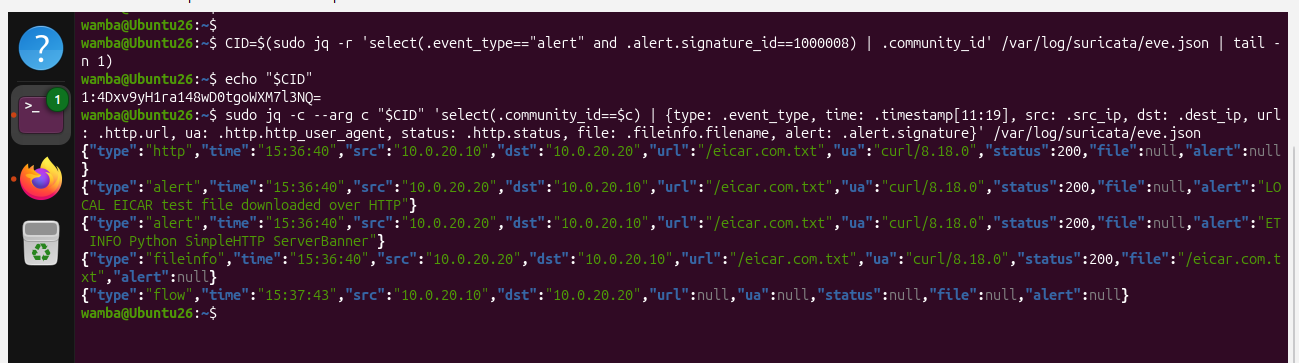 wamba@Ubuntu26:~$
wamba@Ubuntu26:~$ CID=$(sudo jq -r 'select(.event_type=="alert" and .alert.signature_id==1000008) | .community_id' /var/log/suricata/eve.json | tail -
n 1)
wamba@Ubuntu26:~$ echo "$CID"
1:4Dxv9yH1ra148wD0tgoWXM7l3NQ=
wamba@Ubuntu26:~$ sudo jq -c --arg c "$CID" 'select(.community_id==$c) | {type: .event_type, time: .timestamp[11:19], src: .src_ip, dst: .dest_ip, url
: .http.url, ua: .http.http_user_agent, status: .http.status, file: .fileinfo.filename, alert: .alert.signature}' /var/log/suricata/eve.json
{"type":"http","time":"15:36:40","src":"10.0.20.10","dst":"10.0.20.20","url":"/eicar.com.txt","ua":"curl/8.18.0","status":200,"file":null,"alert":null
}
{"type":"alert","time":"15:36:40","src":"10.0.20.20","dst":"10.0.20.10","url":"/eicar.com.txt","ua":"curl/8.18.0","status":200,"file":null,"alert":"LO
CAL EICAR test file downloaded over HTTP"}
{"type":"alert","time":"15:36:40","src":"10.0.20.20","dst":"10.0.20.10","url":"/eicar.com.txt","ua":"curl/8.18.0","status":200,"file":null,"alert":"ET
 INFO Python SimpleHTTP ServerBanner"}
{"type":"fileinfo","time":"15:36:40","src":"10.0.20.20","dst":"10.0.20.10","url":"/eicar.com.txt","ua":"curl/8.18.0","status":200,"file":"/eicar.com.t
xt","alert":null}
{"type":"flow","time":"15:37:43","src":"10.0.20.10","dst":"10.0.20.20","url":null,"ua":null,"status":null,"file":null,"alert":null}
wamba@Ubuntu26:~$
?
>_
1